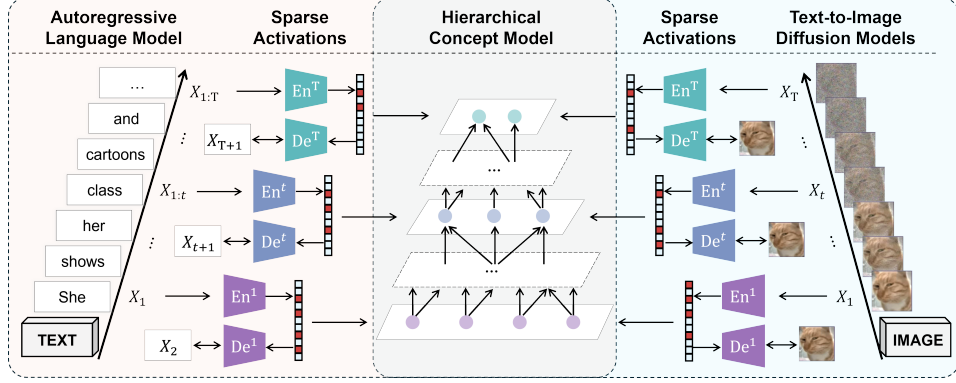 Autoregressive
Language Model
Sparse
Activations
Hierarchical
Concept Model
Sparse
Activations
Text-to-Image
Diffusion Models
...
and
cartoons
class
her
shows
She
TEXT
X1:T
EnT
⋮
XT+1
DeT
X1:t
Ent
⋮
Xt+1
Det
X1
En1
X2
De1
...
...
EnT
XT
DeT
⋮
Ent
Xt
Det
⋮
En1
X1
De1
IMAGE